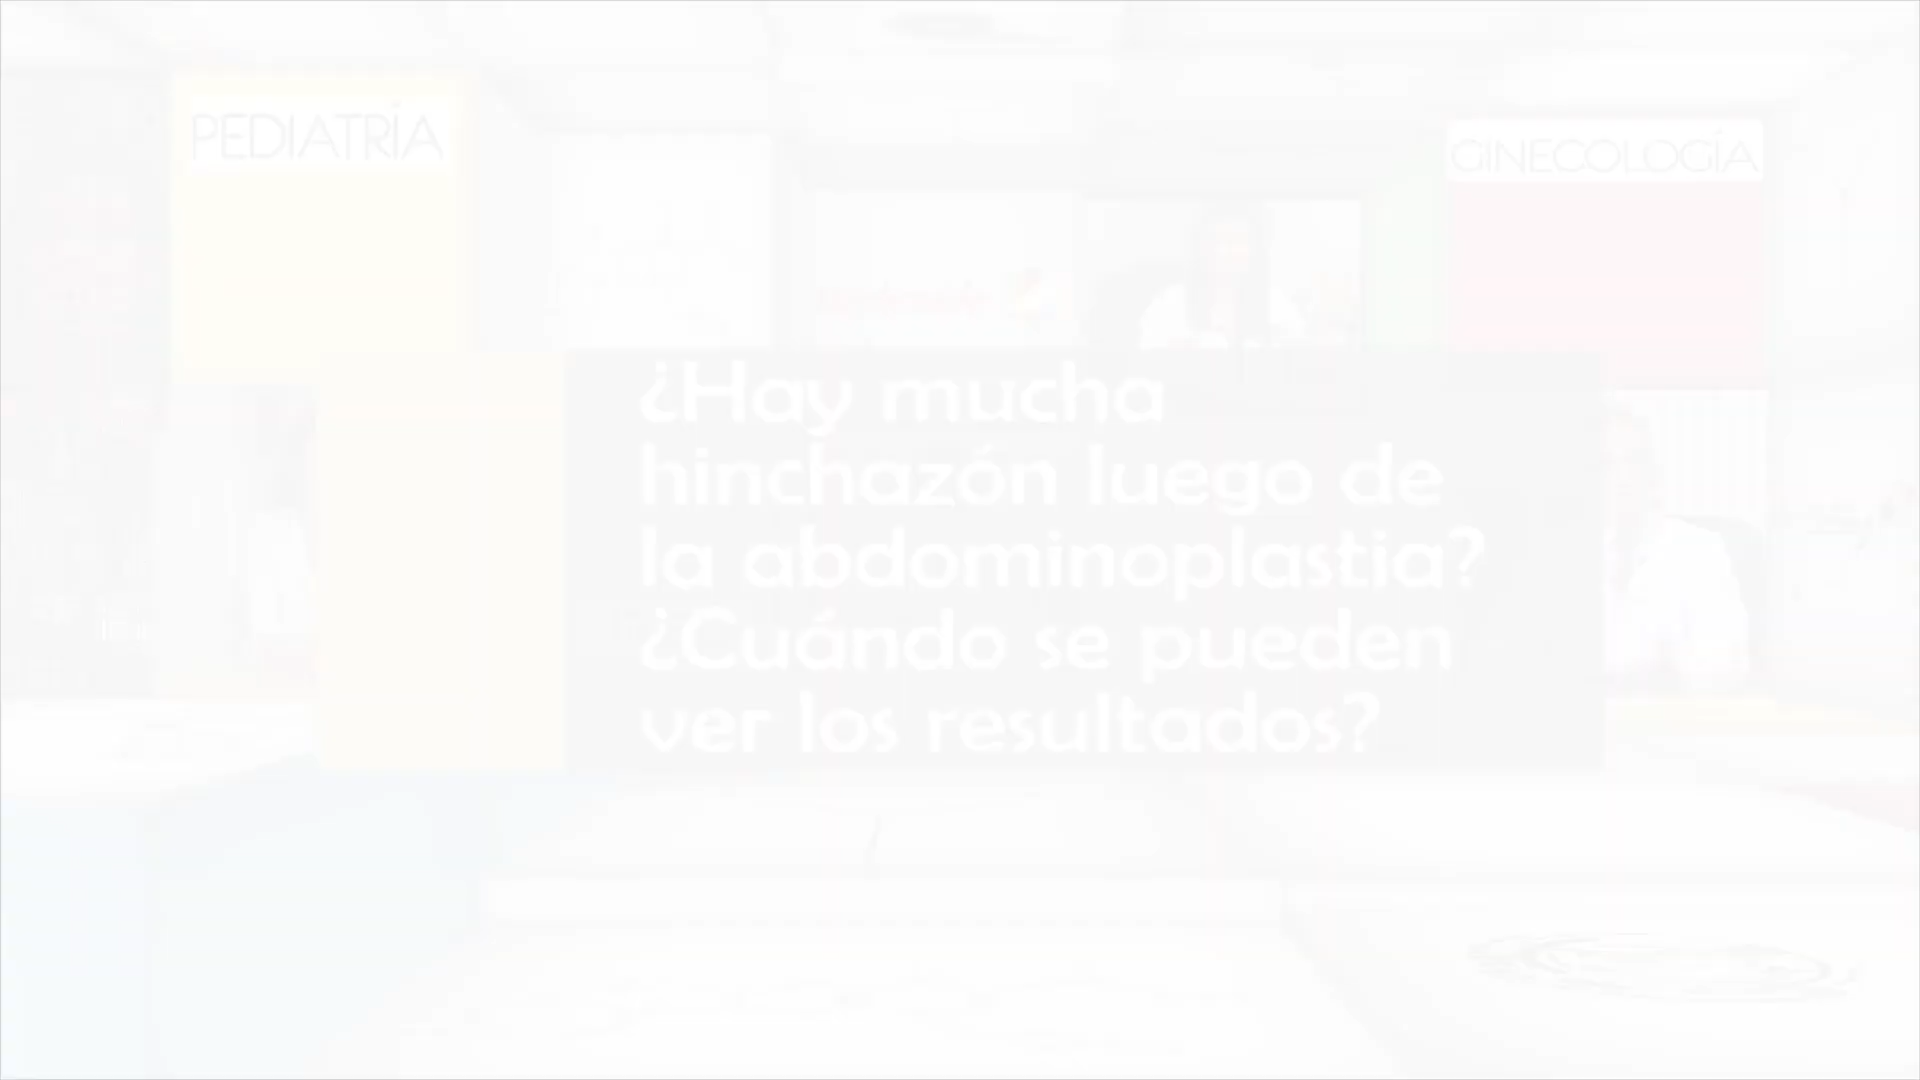 PEDIATRÍA
GINECOLOGÍA
¿Hay mucha
hinchazón luego de
la abdominoplastia?
¿Cuándo se pueden
ver los resultados?